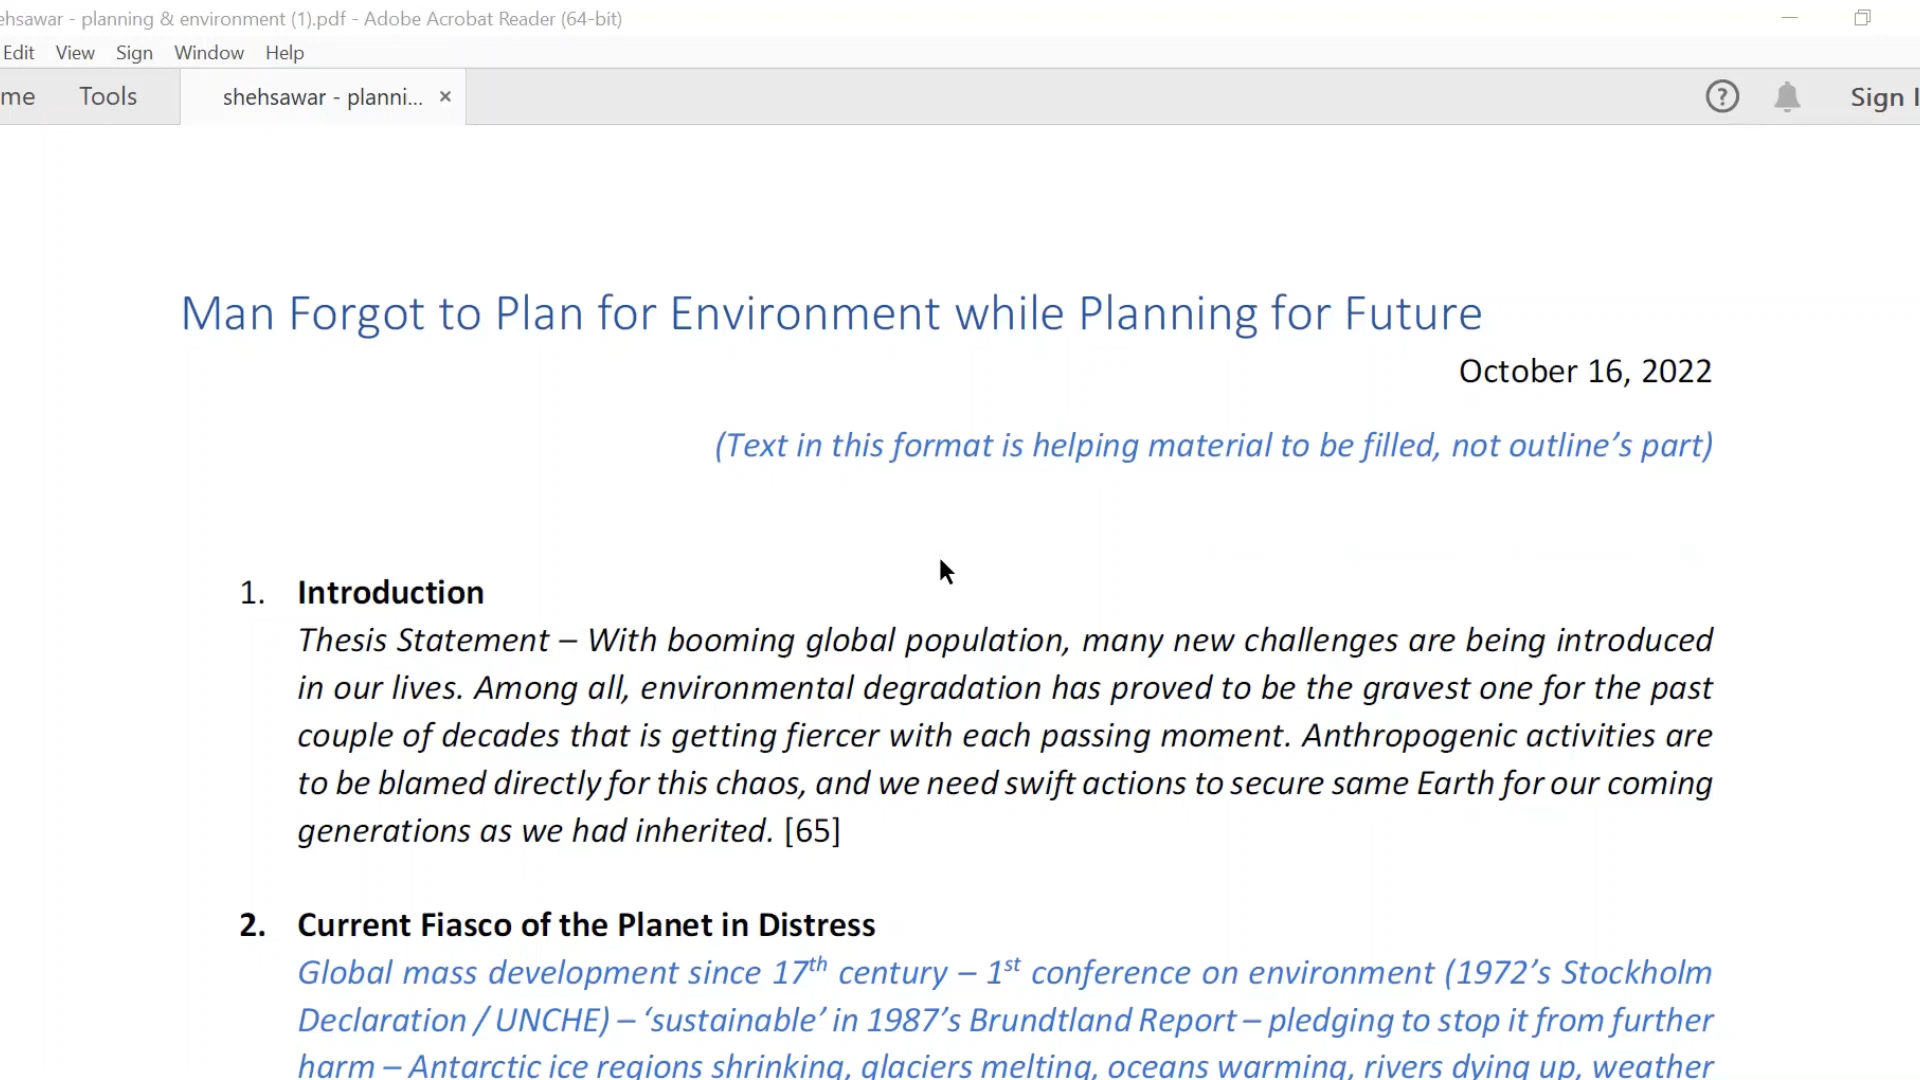 ehsawar - planning & environment (1).pdf - Adobe Acrobat Reader (64-bit)
Edit View Sign Window Help
me Tools shehsawar - planni... × ? Sign I
Man Forgot to Plan for Environment while Planning for Future
October 16, 2022
(Text in this format is helping material to be filled, not outline’s part)
1. Introduction
Thesis Statement – With booming global population, many new challenges are being introduced
in our lives. Among all, environmental degradation has proved to be the gravest one for the past
couple of decades that is getting fiercer with each passing moment. Anthropogenic activities are
to be blamed directly for this chaos, and we need swift actions to secure same Earth for our coming
generations as we had inherited. [65]
2. Current Fiasco of the Planet in Distress
Global mass development since 17th century – 1st conference on environment (1972’s Stockholm
Declaration / UNCHE) – ‘sustainable’ in 1987’s Brundtland Report – pledging to stop it from further
harm – Antarctic ice regions shrinking, glaciers melting, oceans warming, rivers dying up, weather